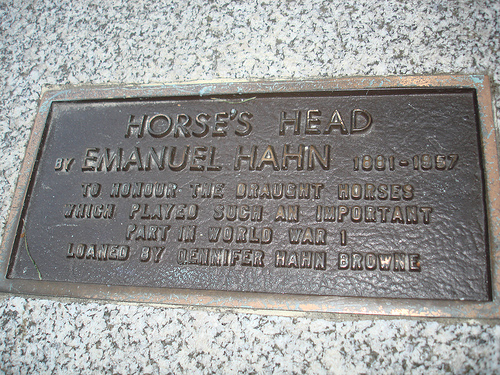 HORSE'S HEAD
BY EMANUEL HAHN 1881-1957
TO HONOUR THE DRAUGHT HORSES
WHICH PLAYED SUCH AN IMPORTANT
PART IN WORLD WAR I
LOANED BY QENNIFER HAHN BROWNE